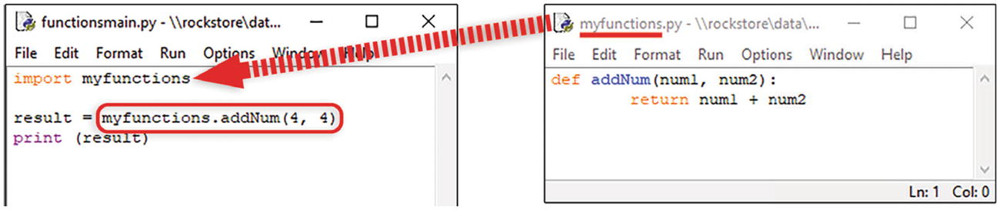 functionsmain.py - \\rockstore\dat...
File Edit Format Run Options Window Help
import myfunctions
result = myfunctions.addNum(4, 4)
print (result)
myfunctions.py - \\rockstore\data\...
File Edit Format Run Options Window Help
def addNum(num1, num2):
return num1 + num2
Ln: 1 Col: 0